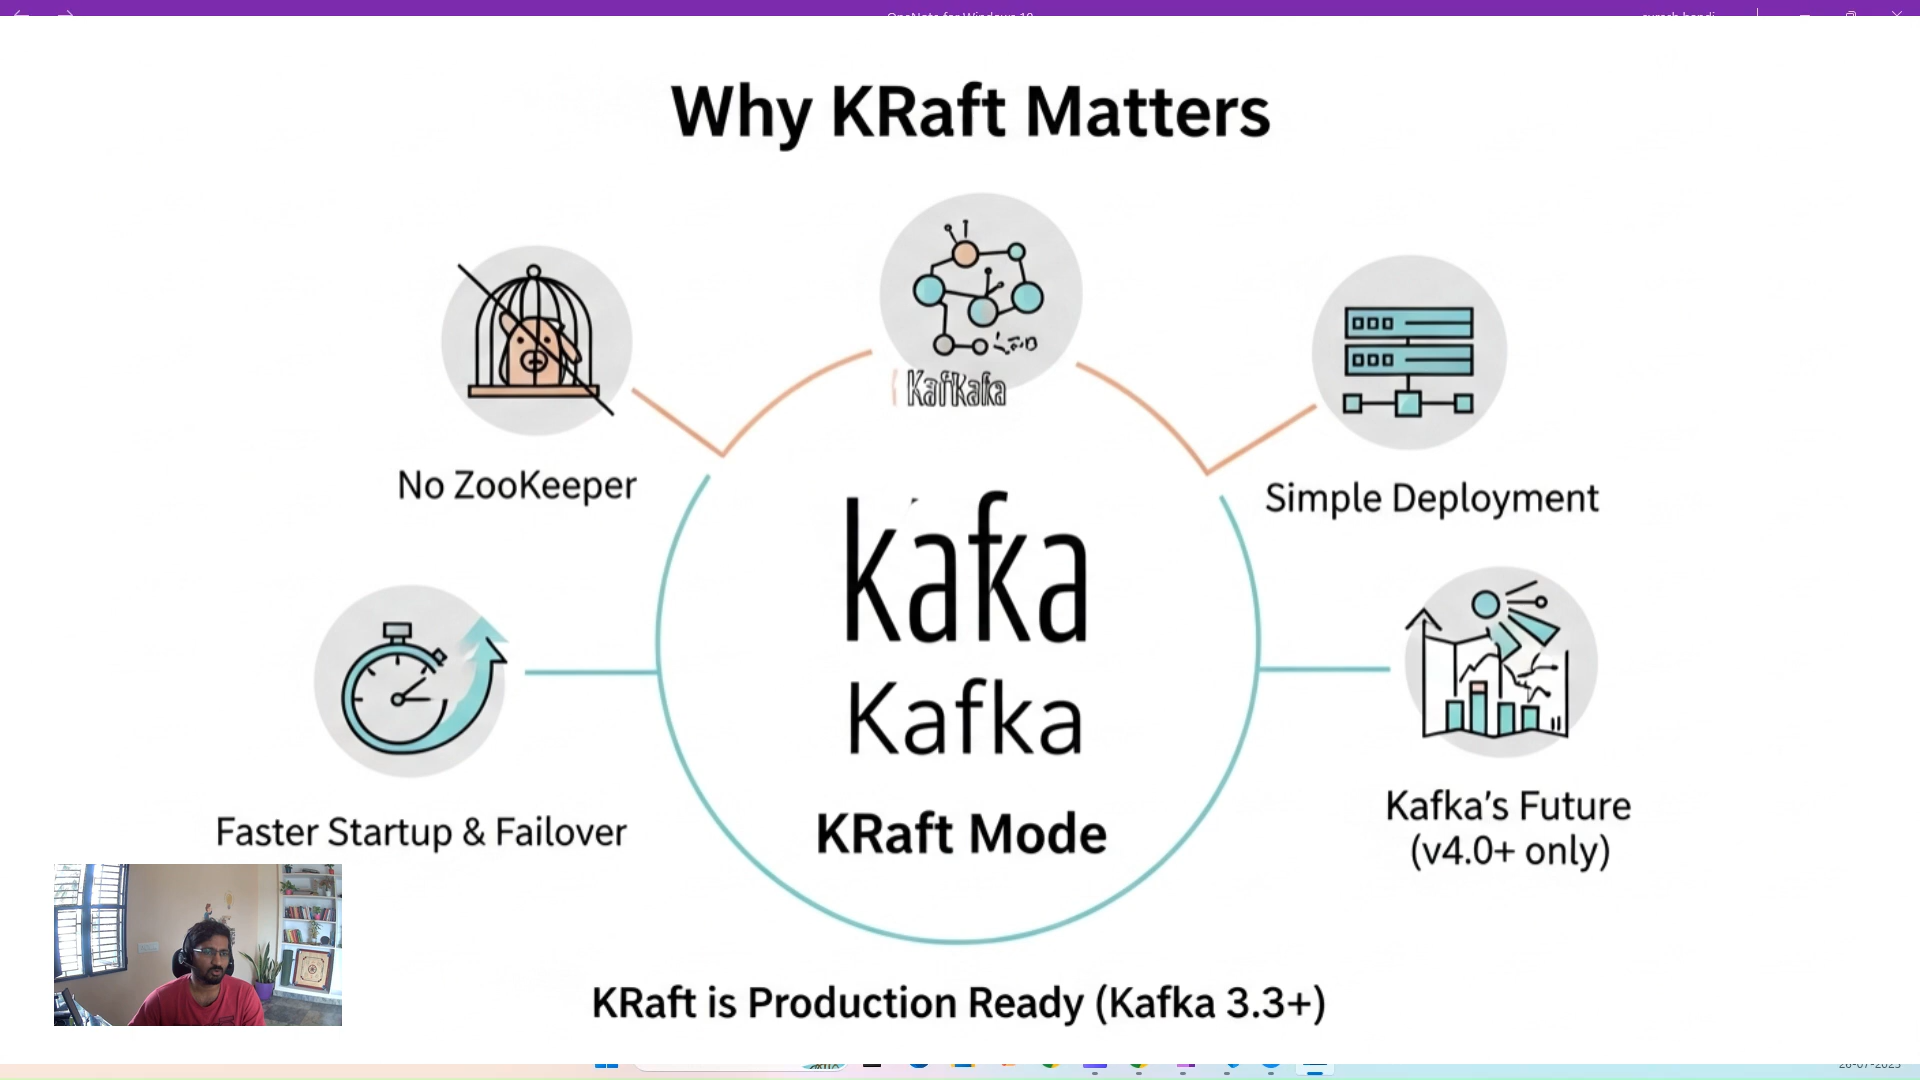 Why KRaft Matters
KafKafa
No ZooKeeper
Simple Deployment
kafka
Kafka
KRaft Mode
Faster Startup & Failover
Kafka's Future
(v4.0+ only)
KRaft is Production Ready (Kafka 3.3+)